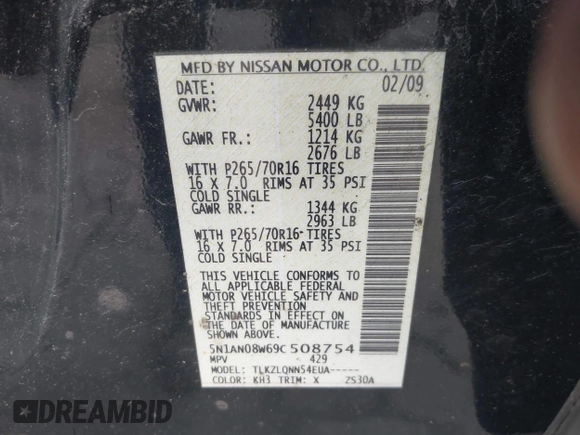 MFD BY NISSAN MOTOR CO., LTD.
DATE: 02/09
GVWR: 2449 KG
5400 LB
GAWR FR.: 1214 KG
2676 LB
WITH P265/70R16 TIRES
16 X 7.0 RIMS AT 35 PSI
COLD SINGLE
GAWR RR.: 1344 KG
2963 LB
WITH P265/70R16 TIRES
16 X 7.0 RIMS AT 35 PSI
COLD SINGLE
THIS VEHICLE CONFORMS TO
ALL APPLICABLE FEDERAL
MOTOR VEHICLE SAFETY AND
THEFT PREVENTION
STANDARDS IN EFFECT ON
THE DATE OF MANUFACTURE
SHOWN ABOVE.
5N1AN08W69C508754
MPV 429
MODEL: TLKZLQNN54EUA-----
COLOR: KH3 TRIM: X ZS30A
DREAMBID
AUTO FROM USA